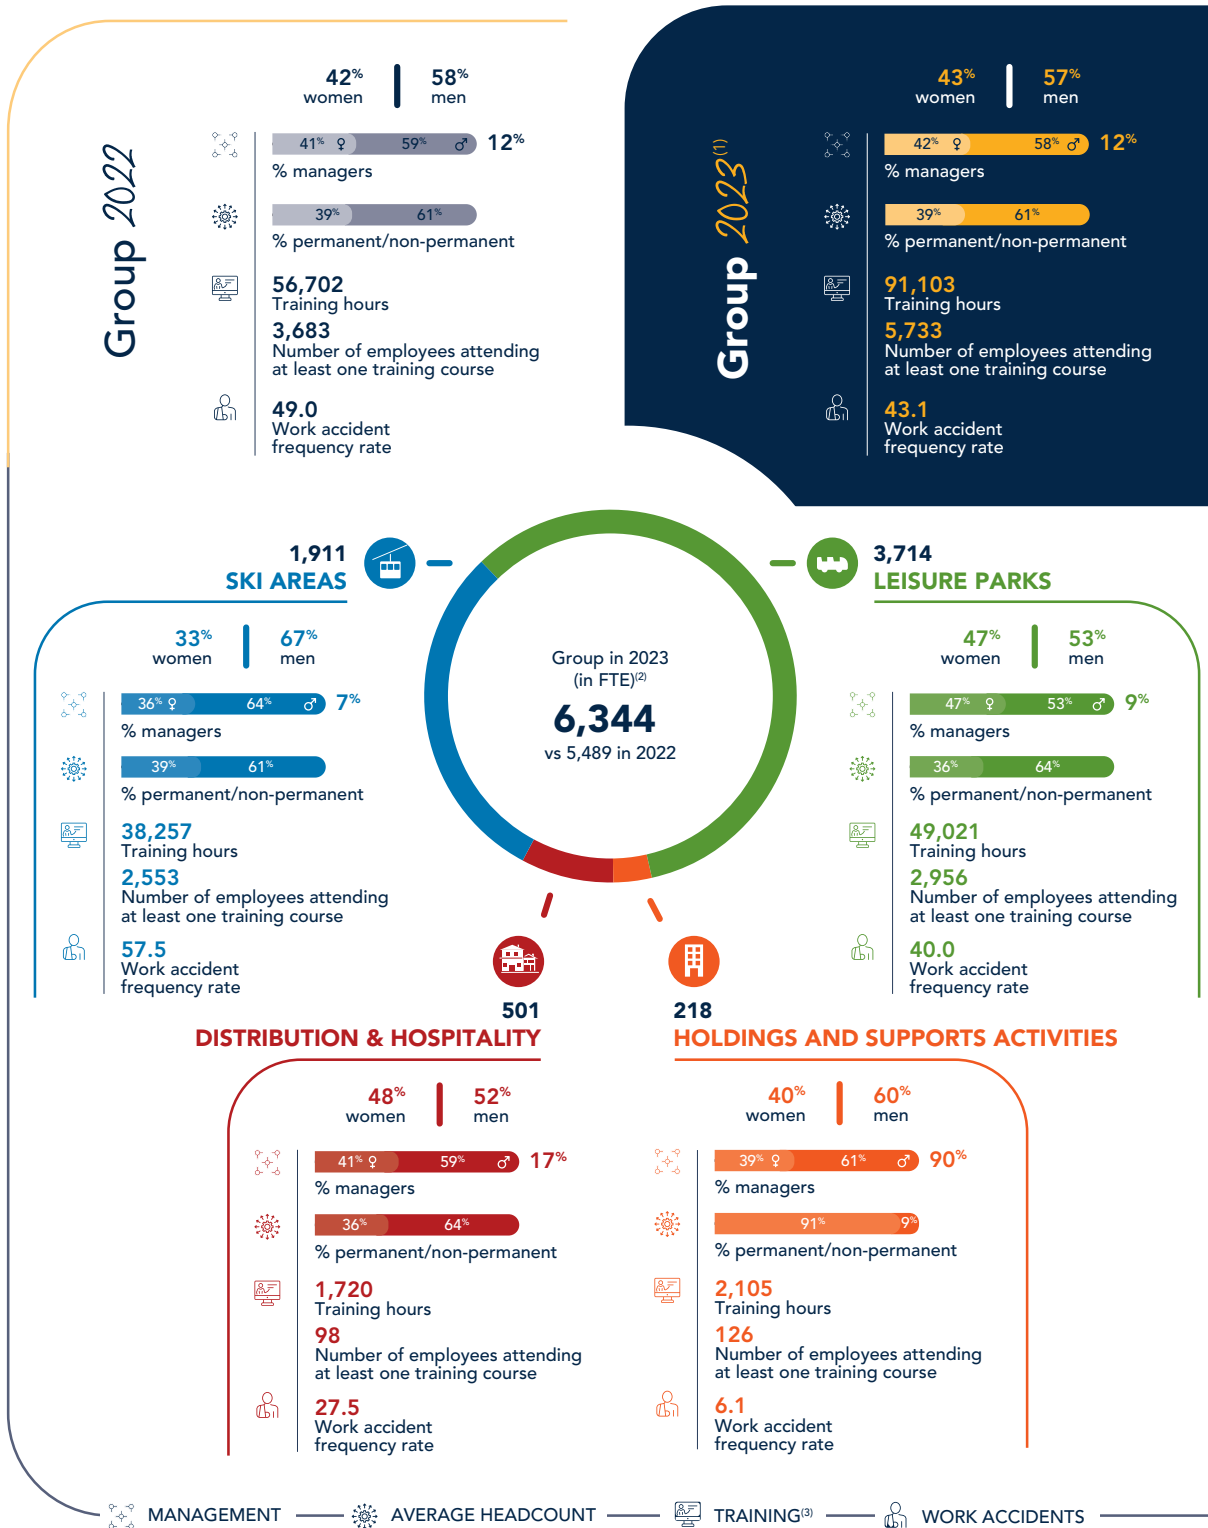 Group 2022
42% 58%
women men
41% ♀ 59% ♂ 12%
% managers
39% 61%
% permanent/non-permanent
56,702
Training hours
3,683
Number of employees attending
at least one training course
49.0
Work accident
frequency rate
Group 2023(1)
43% 57%
women men
42% ♀ 58% ♂ 12%
% managers
39% 61%
% permanent/non-permanent
91,103
Training hours
5,733
Number of employees attending
at least one training course
43.1
Work accident
frequency rate
Group in 2023
(in FTE)(2)
6,344
vs 5,489 in 2022
1,911
SKI AREAS
33% 67%
women men
36% ♀ 64% ♂ 7%
% managers
39% 61%
% permanent/non-permanent
38,257
Training hours
2,553
Number of employees attending
at least one training course
57.5
Work accident
frequency rate
3,714
LEISURE PARKS
47% 53%
women men
47% ♀ 53% ♂ 9%
% managers
36% 64%
% permanent/non-permanent
49,021
Training hours
2,956
Number of employees attending
at least one training course
40.0
Work accident
frequency rate
501
DISTRIBUTION & HOSPITALITY
48% 52%
women men
41% ♀ 59% ♂ 17%
% managers
36% 64%
% permanent/non-permanent
1,720
Training hours
98
Number of employees attending
at least one training course
27.5
Work accident
frequency rate
218
HOLDINGS AND SUPPORTS ACTIVITIES
40% 60%
women men
39% ♀ 61% ♂ 90%
% managers
91% 9%
% permanent/non-permanent
2,105
Training hours
126
Number of employees attending
at least one training course
6.1
Work accident
frequency rate
MANAGEMENT AVERAGE HEADCOUNT TRAINING(3) WORK ACCIDENTS